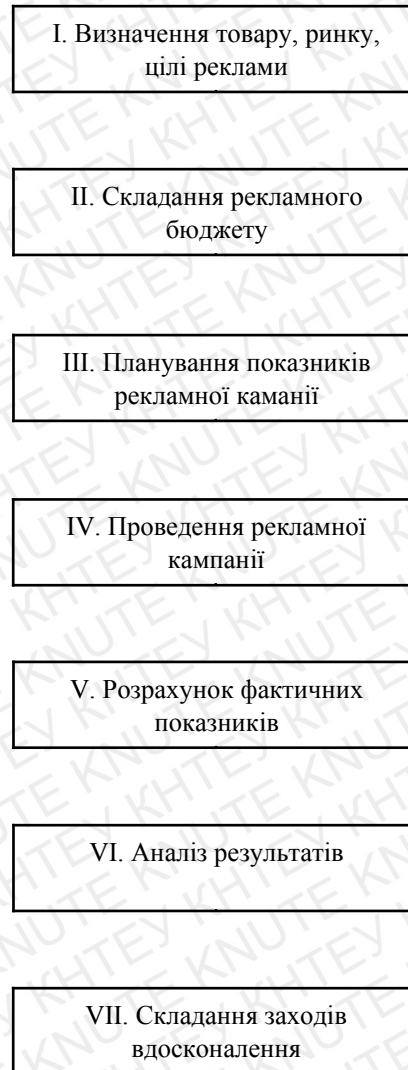 I. Визначення товару, ринку,
цілі реклами
II. Складання рекламного
бюджету
III. Планування показників
рекламної каманії
IV. Проведення рекламної
кампанії
V. Розрахунок фактичних
показників
VI. Аналіз результатів
VII. Складання заходів
вдосконалення